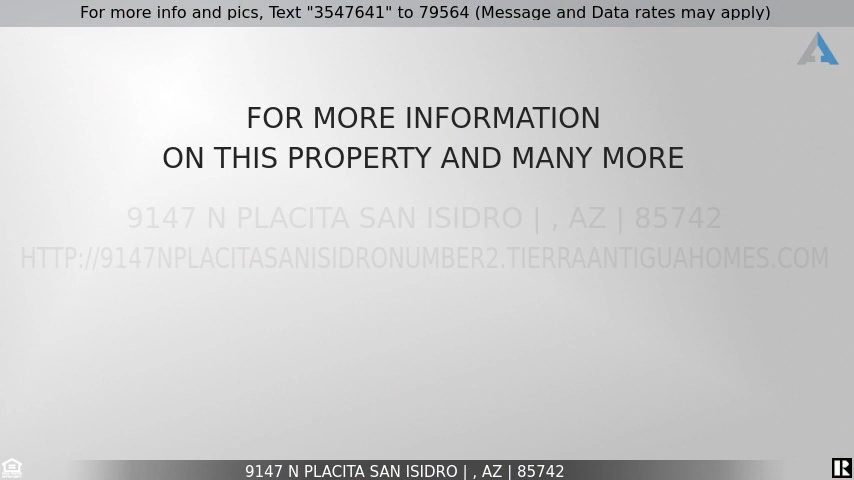 For more info and pics, Text "3547641" to 79564 (Message and Data rates may apply)
FOR MORE INFORMATION
ON THIS PROPERTY AND MANY MORE
9147 N PLACITA SAN ISIDRO | , AZ | 85742
HTTP://9147NPLACITASANISIDRONUMBER2.TIERRAANTIGUAHOMES.COM
9147 N PLACITA SAN ISIDRO | , AZ | 85742